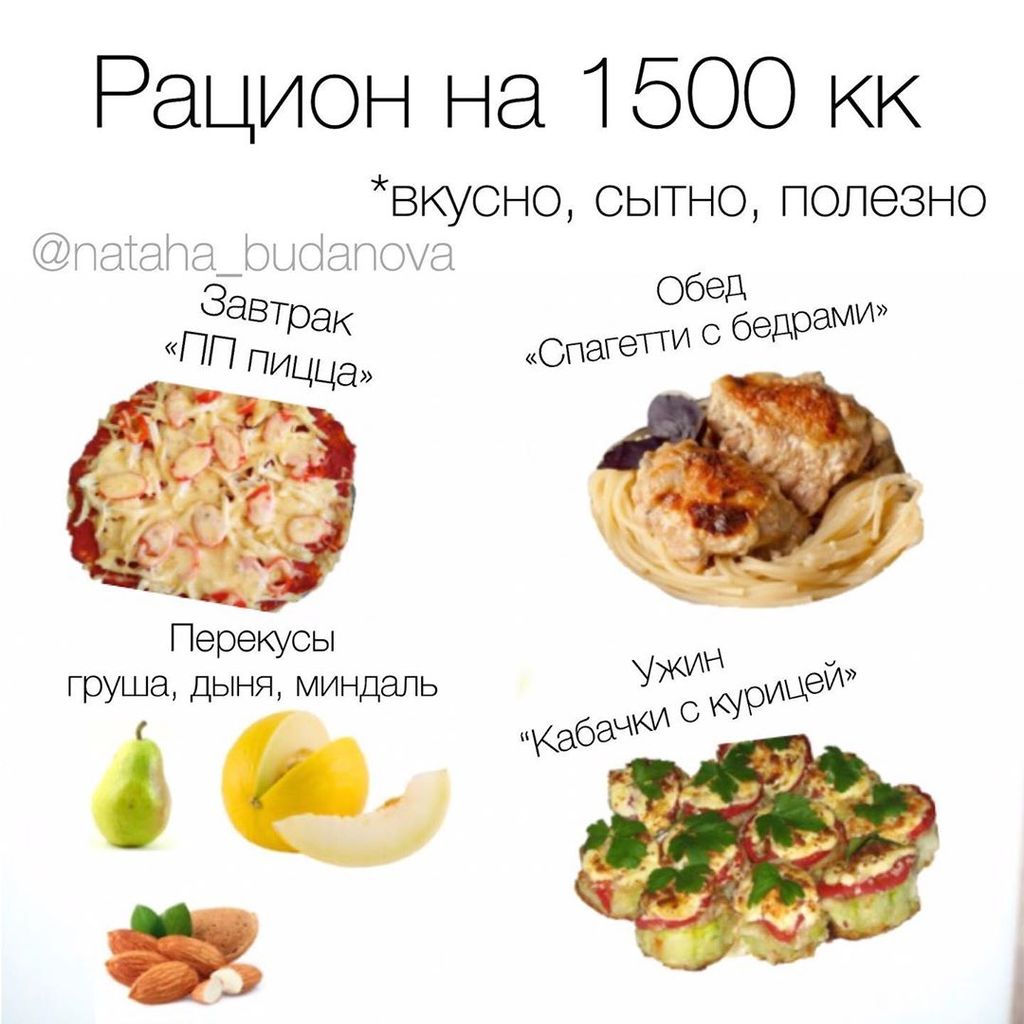 Рацион на 1500 кк
*вкусно, сытно, полезно
@nataha_budanova
Завтрак
«ПП пицца»
Обед
«Спагетти с бедрами»
Перекусы
груша, дыня, миндаль
Ужин
“Кабачки с курицей»